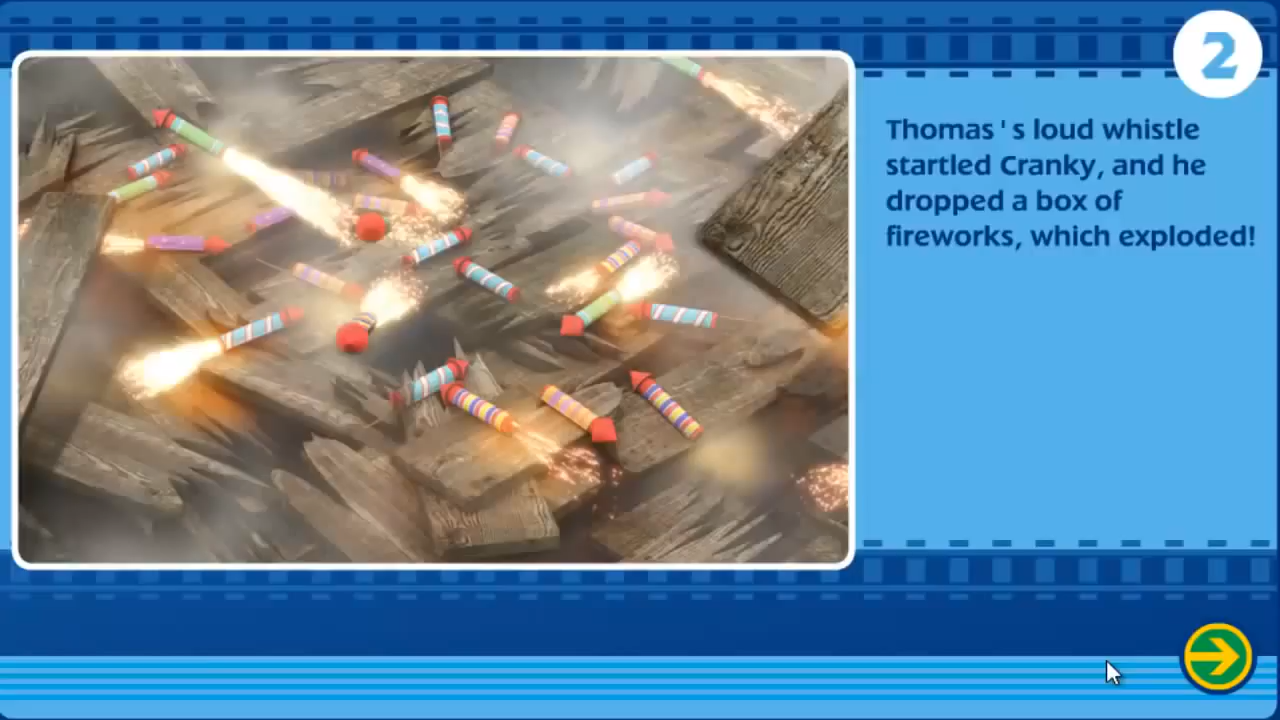 2
Thomas's loud whistle
startled Cranky, and he
dropped a box of
fireworks, which exploded!